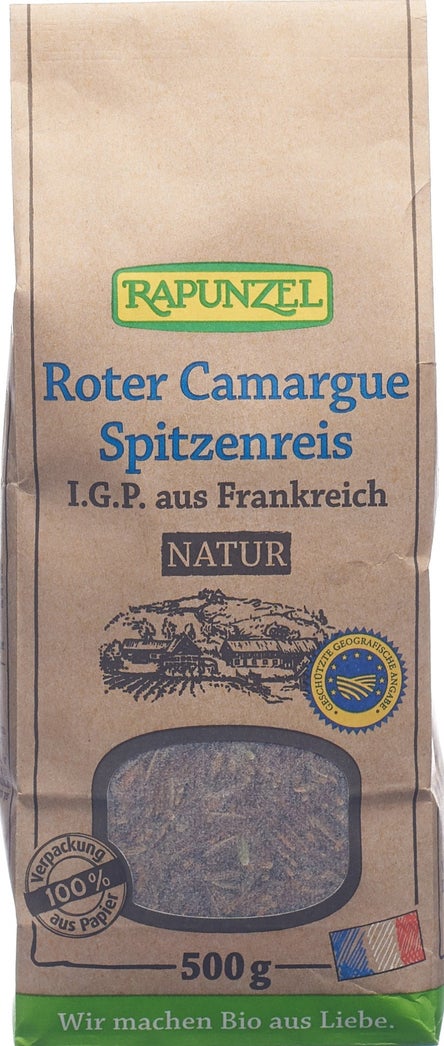 RAPUNZEL
Roter Camargue
Spitzenreis
I.G.P. aus Frankreich
NATUR
GESCHÜTZTE GEOGRAFISCHE ANGABE
Verpackung
100%
aus Papier
500g
Wir machen Bio aus Liebe.